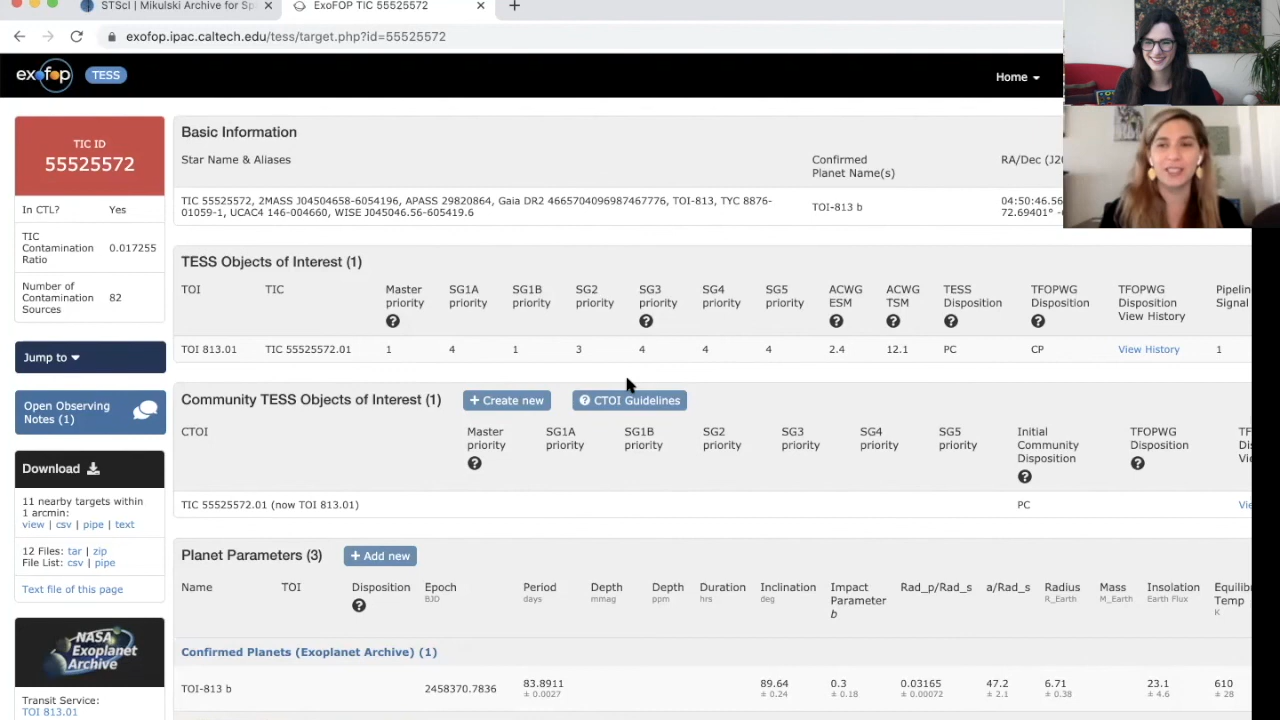 STScI | Mikulski Archive for Sp
ExoFOP TIC 55525572
exofop.ipac.caltech.edu/tess/target.php?id=55525572
exofop TESS
Home
TIC ID
55525572
In CTL? Yes
TIC Contamination Ratio 0.017255
Number of Contamination Sources 82
Jump to
Open Observing Notes (1)
Download
11 nearby targets within
1 arcmin:
view | csv | pipe | text
12 Files: tar | zip
File List: csv | pipe
Text file of this page
NASA
Exoplanet
Archive
Transit Service:
TOI 813.01
Basic Information
Star Name & Aliases Confirmed Planet Name(s) RA/Dec (J20
TIC 55525572, 2MASS J04504658-6054196, APASS 29820864, Gaia DR2 4665704096987467776, TOI-813, TYC 8876-
01059-1, UCAC4 146-004660, WISE J045046.56-605419.6
TOI-813 b
04:50:46.56
72.69401°
TESS Objects of Interest (1)
TOI TIC Master priority SG1A priority SG1B priority SG2 priority SG3 priority SG4 priority SG5 priority ACWG ESM ACWG TSM TESS Disposition TFOPWG Disposition TFOPWG Disposition View History Pipeline Signal
TOI 813.01 TIC 55525572.01 1 4 1 3 4 4 4 2.4 12.1 PC CP View History 1
Community TESS Objects of Interest (1) + Create new CTOI Guidelines
CTOI Master priority SG1A priority SG1B priority SG2 priority SG3 priority SG4 priority SG5 priority Initial Community Disposition TFOPWG Disposition TF Dis Vie
TIC 55525572.01 (now TOI 813.01) PC Vie
Planet Parameters (3) + Add new
Name TOI Disposition Epoch BJD Period days Depth mmag Depth ppm Duration hrs Inclination deg Impact Parameter b Rad_p/Rad_s a/Rad_s Radius R_Earth Mass M_Earth Insolation Earth Flux Equilib Temp K
Confirmed Planets (Exoplanet Archive) (1)
TOI-813 b 2458370.7836 83.8911 ± 0.0027 89.64 ± 0.24 0.3 ± 0.18 0.03165 ± 0.00072 47.2 ± 2.1 6.71 ± 0.38 23.1 ± 4.6 610 ± 28